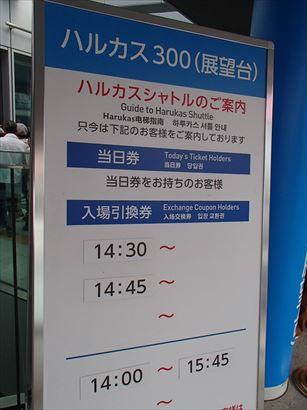 ハルカス300(展望台)
ハルカスシャトルのご案内
Guide to Harukas Shuttle
Harukas电梯指南 하루카스 셔틀 안내
只今は下記のお客様をご案内しております
当日券 Today's Ticket Holders
当日券 당일권
当日券をお持ちのお客様
入場引換券 Exchange Coupon Holders
入场交换券 입장 교환권
14:30 ～
14:45 ～
～
14:00 ～ 15:45
～